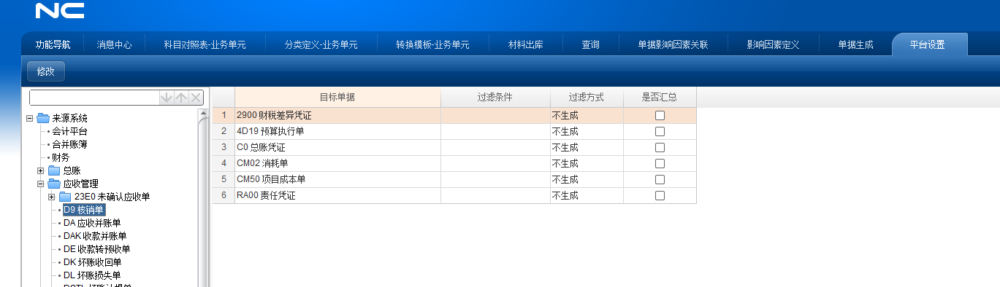 NC
功能导航 消息中心 科目对照表-业务单元 分类定义-业务单元 转换模板-业务单元 材料出库 查询 单据影响因素关联 影响因素定义 单据生成 平台设置
修改
目标单据 过滤条件 过滤方式 是否汇总
1 2900 财税差异凭证 不生成
2 4D19 预算执行单 不生成
3 C0 总账凭证 不生成
4 CM02 消耗单 不生成
5 CM50 项目成本单 不生成
6 RA00 责任凭证 不生成
来源系统
会计平台
合并账簿
财务
总账
应收管理
23E0 未确认应收单
D9 核销单
DA 应收并账单
DAK 收款并账单
DE 收款转预收单
DK 坏账收回单
DL 坏账损失单